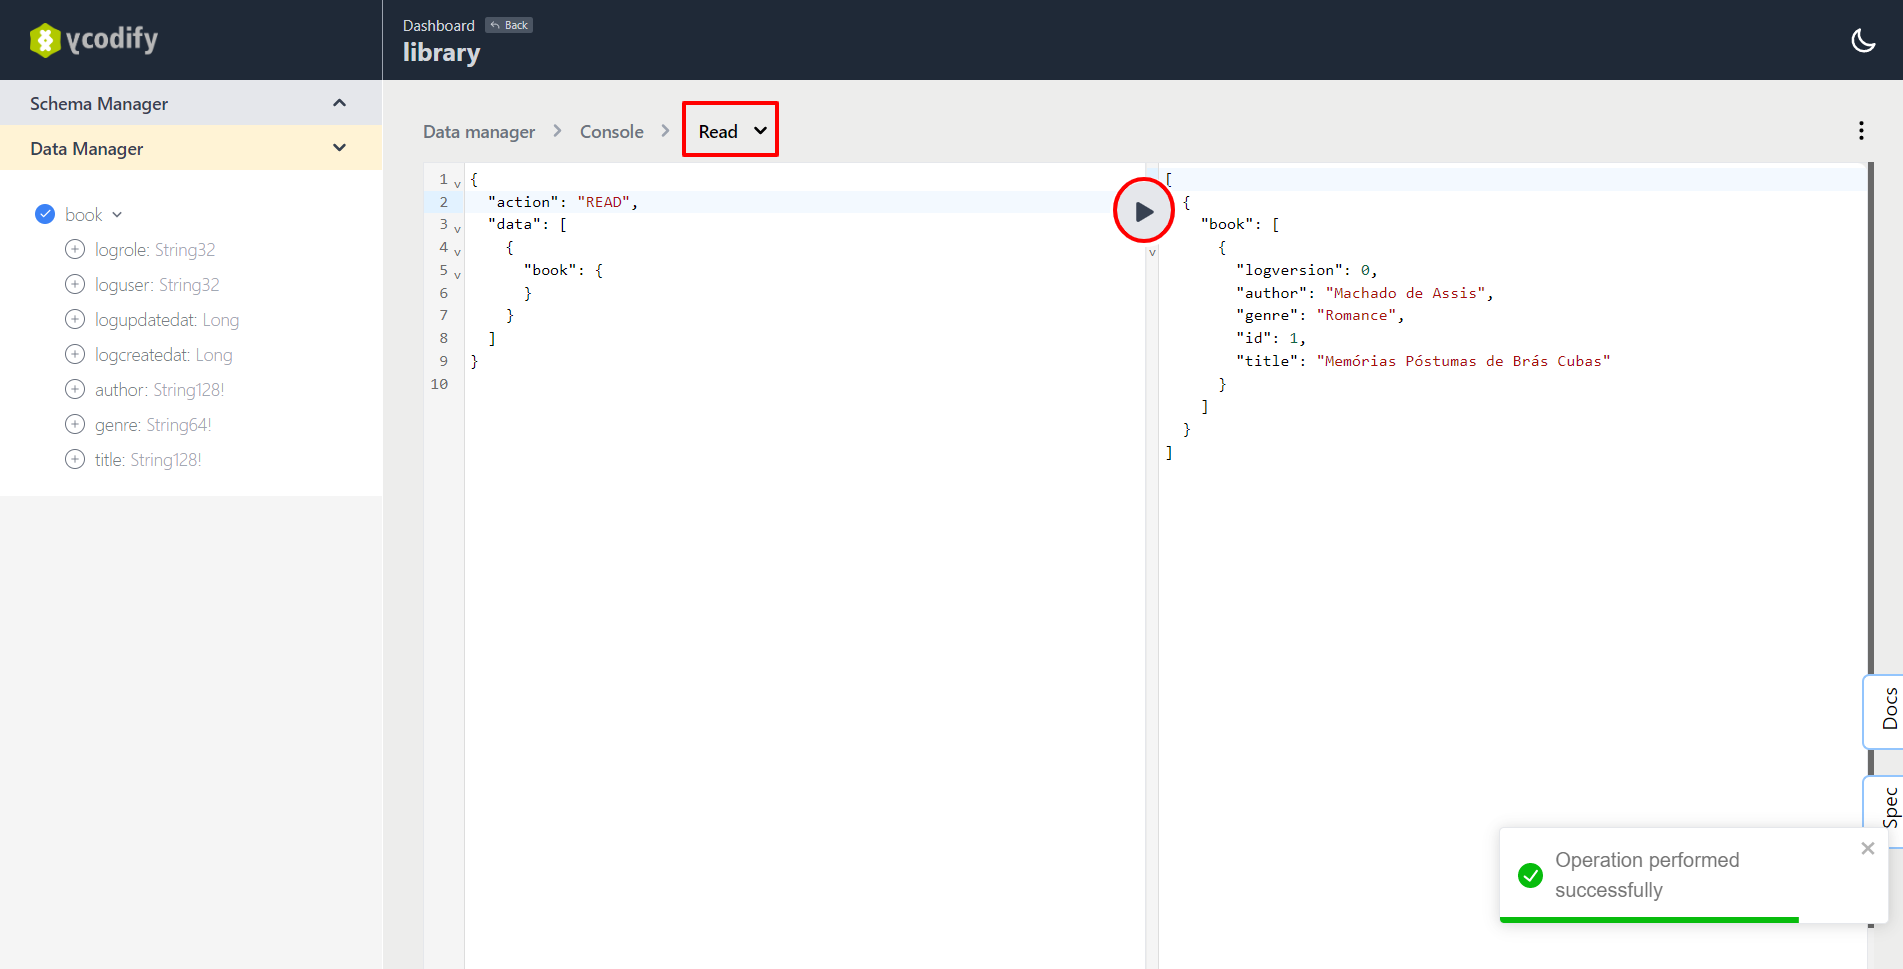 ycodify
Dashboard
Back
library
Schema Manager
Data Manager
book
logrole: String32
loguser: String32
logupdatedat: Long
logcreatedat: Long
author: String128!
genre: String64!
title: String128!
Data manager
Console
Read
1 {
2 "action": "READ",
3 "data": [
4 {
5 "book": {
6 }
7 }
8 ]
9 }
10
[
{
"book": [
{
"logversion": 0,
"author": "Machado de Assis",
"genre": "Romance",
"id": 1,
"title": "Memórias Póstumas de Brás Cubas"
}
]
}
]
Docs
Spec
Operation performed
successfully